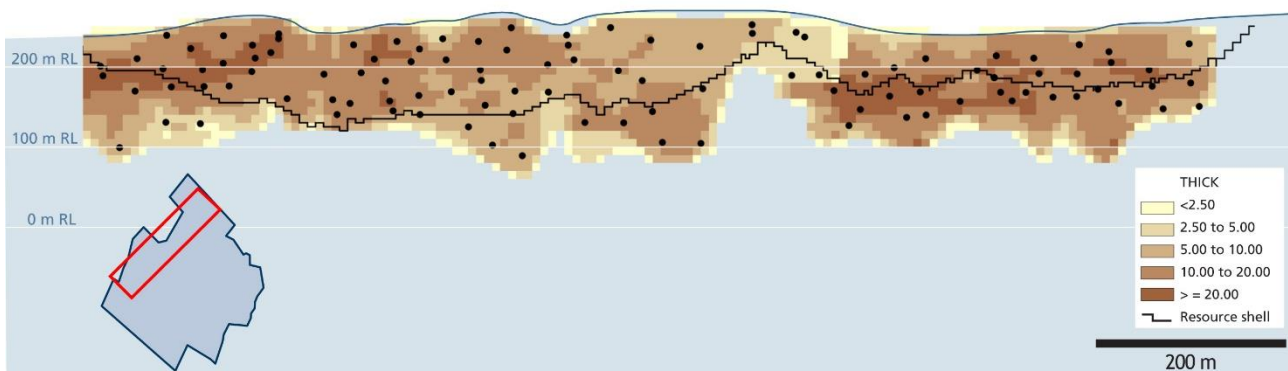 200 m RL
100 m RL
0 m RL
THICK
<2.50
2.50 to 5.00
5.00 to 10.00
10.00 to 20.00
> = 20.00
Resource shell
200 m